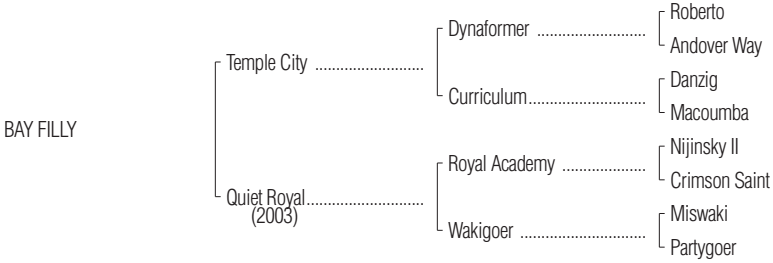 Roberto
Dynaformer ..........................
Andover Way
Temple City ..........................
Danzig
Curriculum............................
Macoumba
BAY FILLY
Nijinsky II
Royal Academy ....................
Crimson Saint
Quiet Royal............................
(2003)
Miswaki
Wakigoer ..............................
Partygoer